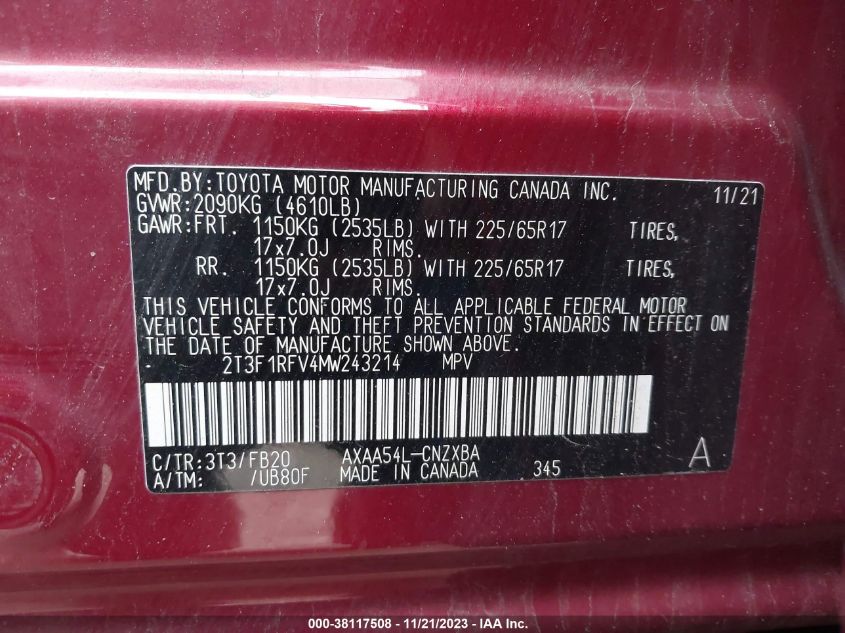 MFD.BY:TOYOTA MOTOR MANUFACTURING CANADA INC. 11/21
GVWR:2090KG (4610LB)
GAWR:FRT. 1150KG (2535LB) WITH 225/65R17 TIRES,
17x7.0J RIMS.
RR. 1150KG (2535LB) WITH 225/65R17 TIRES,
17x7.0J RIMS.
THIS VEHICLE CONFORMS TO ALL APPLICABLE FEDERAL MOTOR
VEHICLE SAFETY AND THEFT PREVENTION STANDARDS IN EFFECT ON
THE DATE OF MANUFACTURE SHOWN ABOVE.
2T3F1RFV4MW243214 MPV
C/TR:3T3/FB20 AXAA54L-CNZXBA
A/TM: /UB80F MADE IN CANADA 345 A
000-38117508 - 11/21/2023 - IAA Inc.